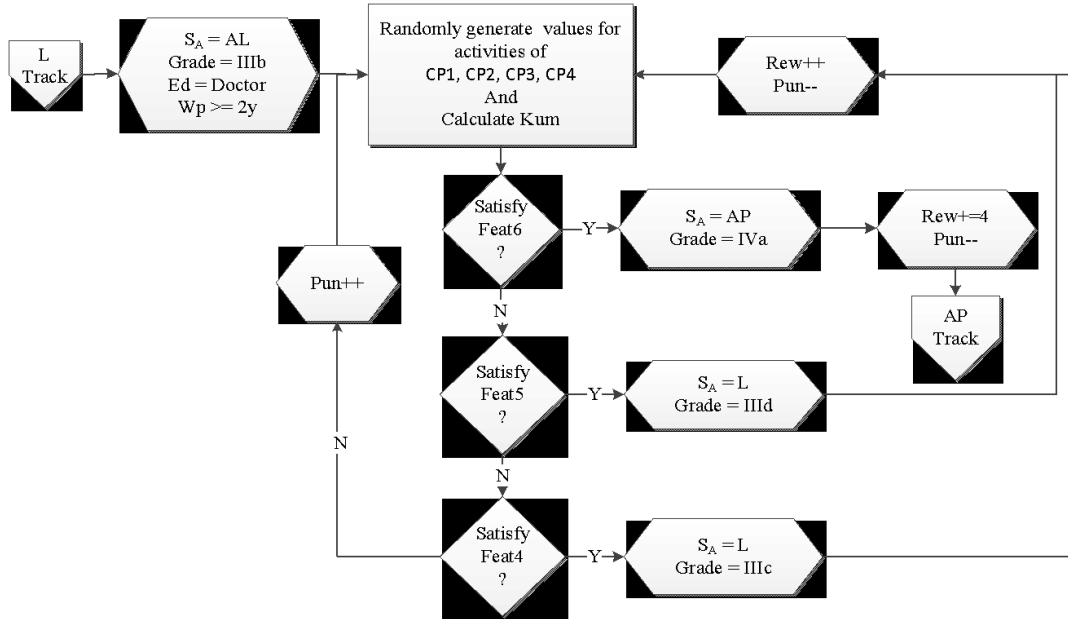 L
Track
S_A = AL
Grade = IIIb
Ed = Doctor
Wp >= 2y
Randomly generate values for
activities of
CP1, CP2, CP3, CP4
And
Calculate Kum
Rew++
Pun--
Satisfy
Feat6
?
Y
S_A = AP
Grade = IVa
Rew+=4
Pun--
Pun++
N
AP
Track
Satisfy
Feat5
?
Y
S_A = L
Grade = IIId
N
N
Satisfy
Feat4
?
Y
S_A = L
Grade = IIIc